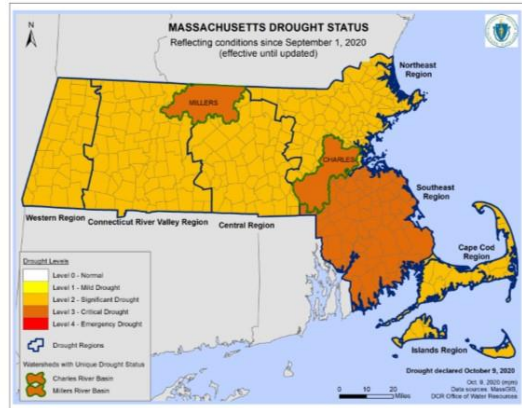 MASSACHUSETTS DROUGHT STATUS
Reflecting conditions since September 1, 2020
(effective until updated)
N
Northeast
Region
MILLERS
CHARLES
Southeast
Region
Western Region
Connecticut River Valley Region
Central Region
Cape Cod
Region
Islands Region
Drought Levels
Level 0 - Normal
Level 1 - Mild Drought
Level 2 - Significant Drought
Level 3 - Critical Drought
Level 4 - Emergency Drought
Drought Regions
Watersheds with Unique Drought Status
Charles River Basin
Millers River Basin
Drought declared October 9, 2020
Oct. 9, 2020 (mjm)
Data sources: MassGIS,
DCR Office of Water Resources
0 10 20
Miles